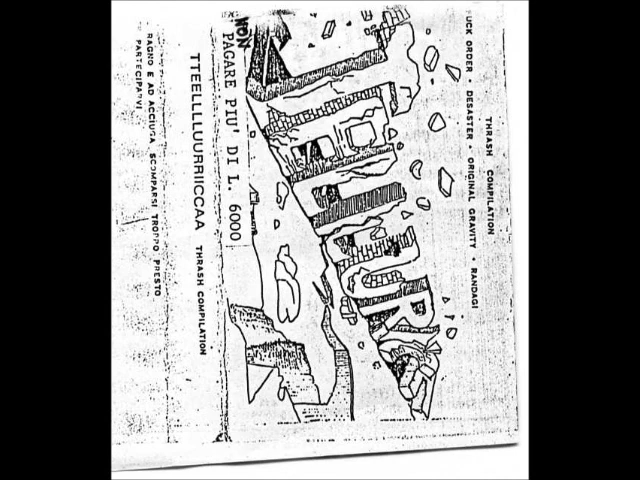 THRASH COMPILATION
UCK ORDER • DESASTER • ORIGINAL GRAVITY • RANDAGI
NON
PAGARE PIU' DI L. 6000
TTEELLLLUURRIICCAA THRASH COMPILATION
RAGNO E AD ACCIUGA SCOMPARSI TROPPO PRESTO
PARTECIPARVI